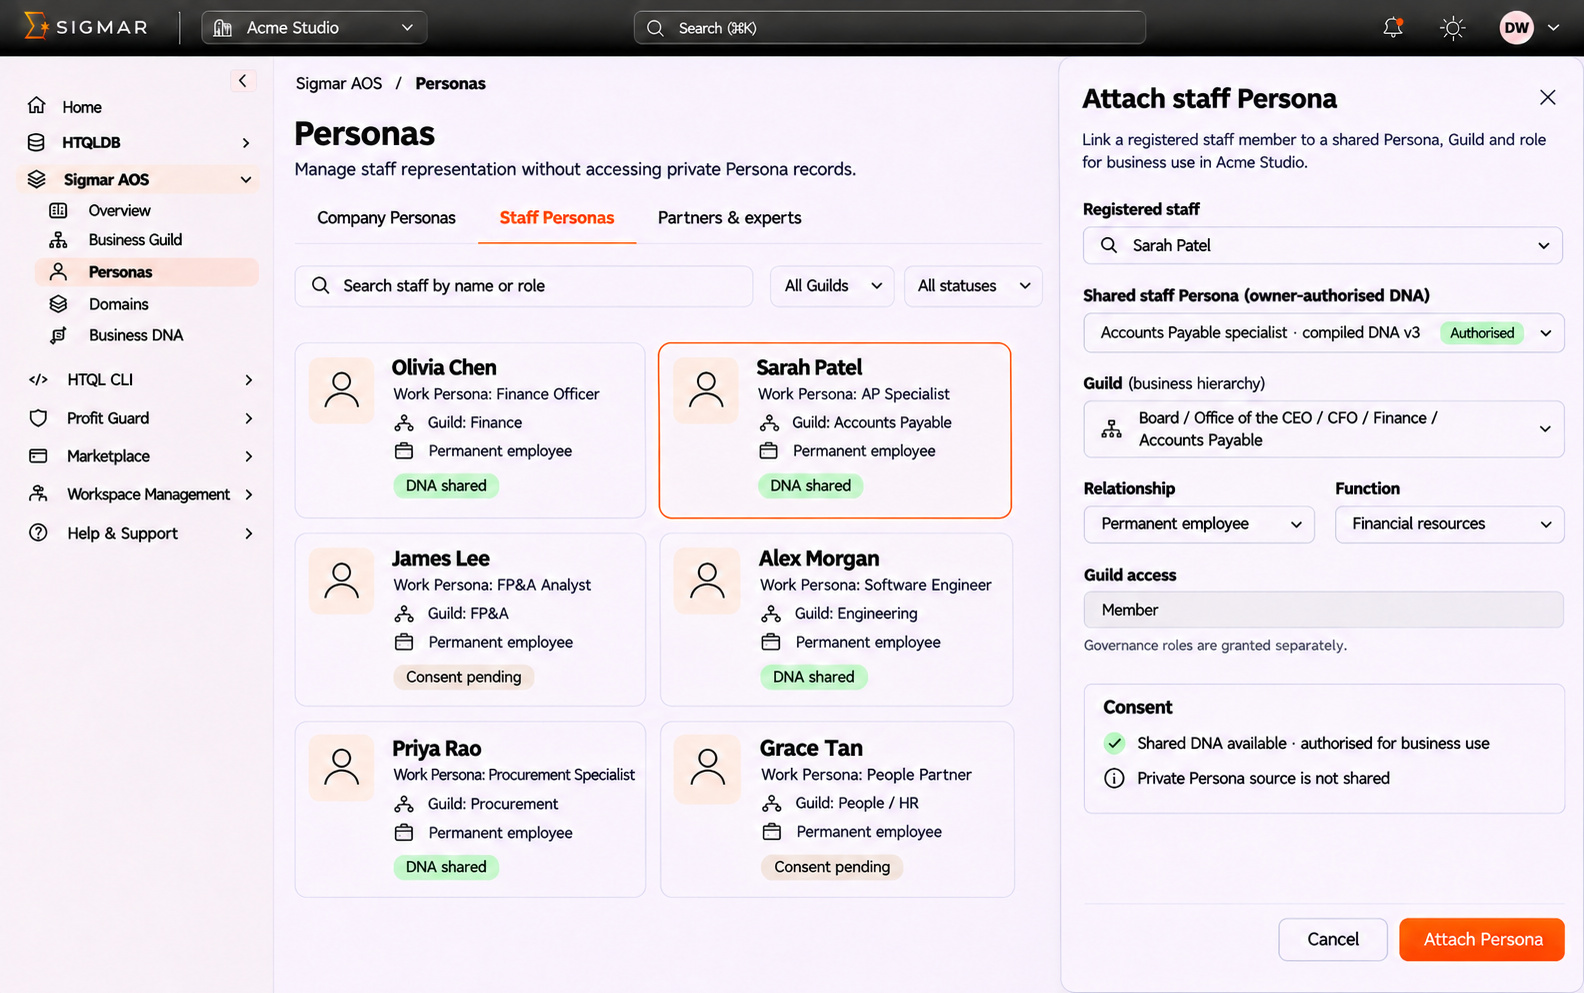 SIGMAR
Acme Studio
Search (⌘K)
DW
Home
HTQLDB
Sigmar AOS
Overview
Business Guild
Personas
Domains
Business DNA
HTQL CLI
Profit Guard
Marketplace
Workspace Management
Help & Support
Sigmar AOS / Personas
Personas
Manage staff representation without accessing private Persona records.
Company Personas
Staff Personas
Partners & experts
Search staff by name or role
All Guilds
All statuses
Olivia Chen
Work Persona: Finance Officer
Guild: Finance
Permanent employee
DNA shared
Sarah Patel
Work Persona: AP Specialist
Guild: Accounts Payable
Permanent employee
DNA shared
James Lee
Work Persona: FP&A Analyst
Guild: FP&A
Permanent employee
Consent pending
Alex Morgan
Work Persona: Software Engineer
Guild: Engineering
Permanent employee
DNA shared
Priya Rao
Work Persona: Procurement Specialist
Guild: Procurement
Permanent employee
DNA shared
Grace Tan
Work Persona: People Partner
Guild: People / HR
Permanent employee
Consent pending
Attach staff Persona
Link a registered staff member to a shared Persona, Guild and role
for business use in Acme Studio.
Registered staff
Sarah Patel
Shared staff Persona (owner-authorised DNA)
Accounts Payable specialist · compiled DNA v3
Authorised
Guild (business hierarchy)
Board / Office of the CEO / CFO / Finance /
Accounts Payable
Relationship
Permanent employee
Function
Financial resources
Guild access
Member
Governance roles are granted separately.
Consent
Shared DNA available · authorised for business use
Private Persona source is not shared
Cancel
Attach Persona